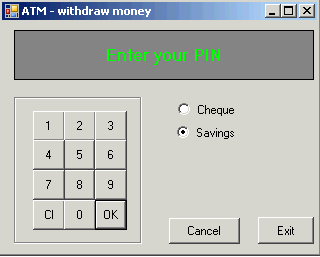 ATM - withdraw money
Enter your PIN
1 2 3
4 5 6
7 8 9
Cl 0 OK
Cheque
Savings
Cancel Exit